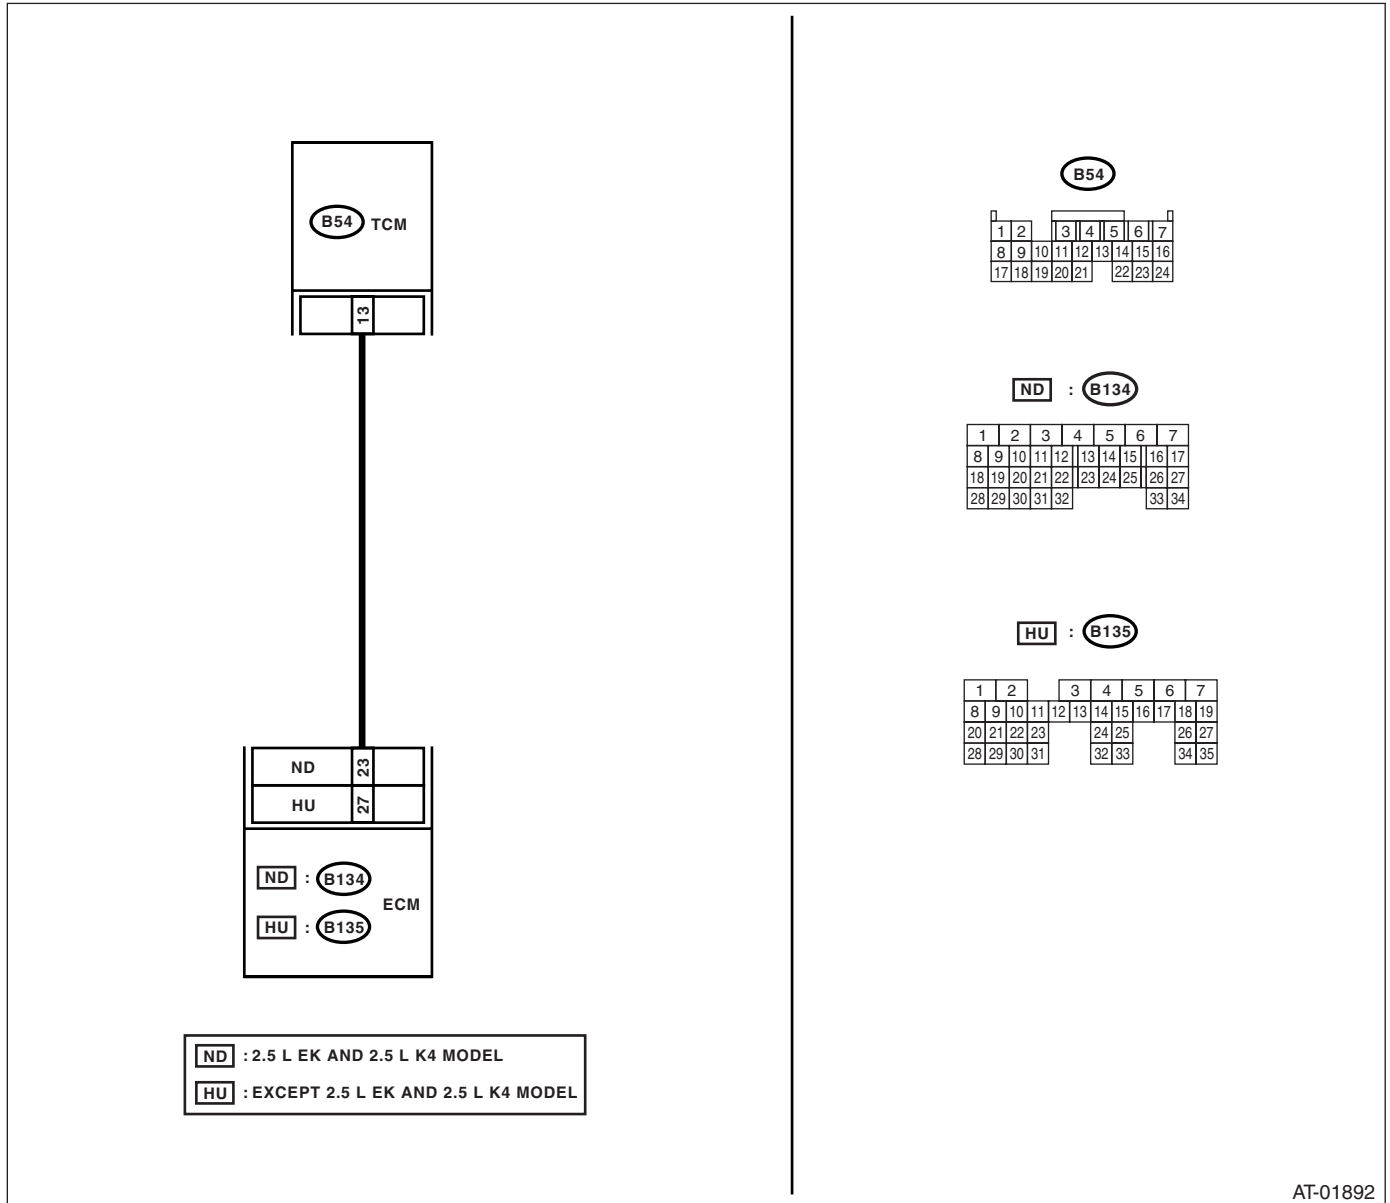 B54 TCM
13
ND 23
HU 27
ND : B134
ECM
HU : B135
ND : 2.5 L EK AND 2.5 L K4 MODEL
HU : EXCEPT 2.5 L EK AND 2.5 L K4 MODEL
B54
1 2 3 4 5 6 7
8 9 10 11 12 13 14 15 16
17 18 19 20 21 22 23 24
ND : B134
1 2 3 4 5 6 7
8 9 10 11 12 13 14 15 16 17
18 19 20 21 22 23 24 25 26 27
28 29 30 31 32 33 34
HU : B135
1 2 3 4 5 6 7
8 9 10 11 12 13 14 15 16 17 18 19
20 21 22 23 24 25 26 27
28 29 30 31 32 33 34 35
AT-01892